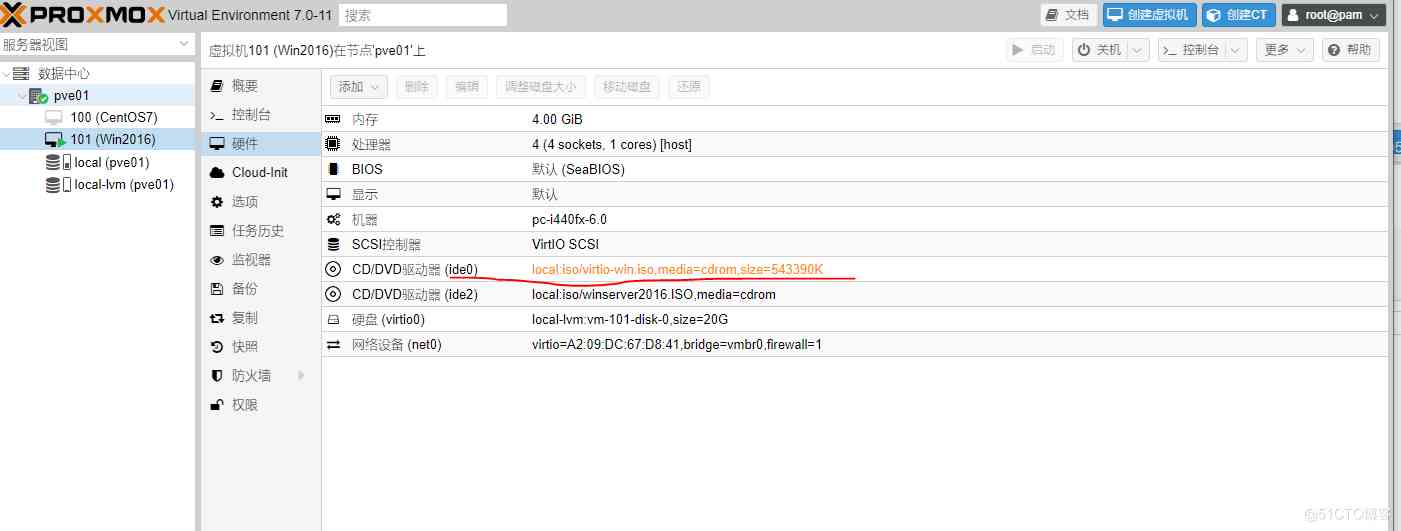 PROXMOX Virtual Environment 7.0-11 搜索 文档 创建虚拟机 创建CT root@pam
服务器视图
虚拟机101 (Win2016)在节点'pve01'上 启动 关机 控制台 更多 帮助
数据中心
pve01
100 (CentOS7)
101 (Win2016)
local (pve01)
local-lvm (pve01)
概要
控制台
硬件
Cloud-Init
选项
任务历史
监视器
备份
复制
快照
防火墙
权限
添加 删除 编辑 调整磁盘大小 移动磁盘 还原
内存 4.00 GiB
处理器 4 (4 sockets, 1 cores) [host]
BIOS 默认 (SeaBIOS)
显示 默认
机器 pc-i440fx-6.0
SCSI控制器 VirtIO SCSI
CD/DVD驱动器 (ide0) local:iso/virtio-win.iso,media=cdrom,size=543390K
CD/DVD驱动器 (ide2) local:iso/winserver2016.ISO,media=cdrom
硬盘 (virtio0) local-lvm:vm-101-disk-0,size=20G
网络设备 (net0) virtio=A2:09:DC:67:D8:41,bridge=vmbr0,firewall=1
@51CTO博客